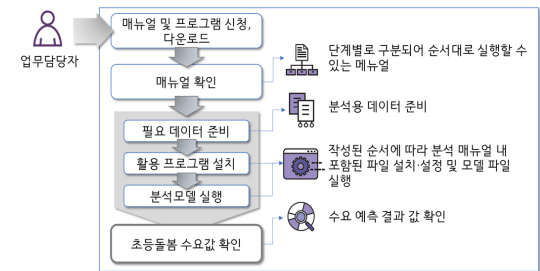 매뉴얼 및 프로그램 신청,
다운로드
업무담당자
매뉴얼 확인
단계별로 구분되어 순서대로 실행할 수
있는 메뉴얼
필요 데이터 준비
분석용 데이터 준비
활용 프로그램 설치
분석모델 실행
작성된 순서에 따라 분석 매뉴얼 내
포함된 파일 설치·설정 및 모델 파일
실행
초등돌봄 수요값 확인
수요 예측 결과 값 확인